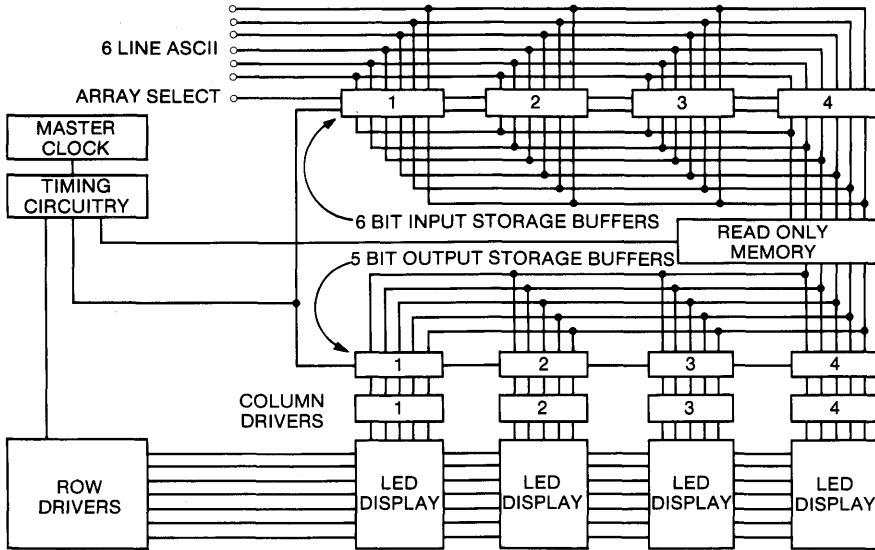 6 LINE ASCII
ARRAY SELECT
1 2 3 4
MASTER
CLOCK
TIMING
CIRCUITRY
6 BIT INPUT STORAGE BUFFERS
READ ONLY
MEMORY
5 BIT OUTPUT STORAGE BUFFERS
1 2 3 4
COLUMN
DRIVERS
1 2 3 4
ROW
DRIVERS
LED
DISPLAY
LED
DISPLAY
LED
DISPLAY
LED
DISPLAY